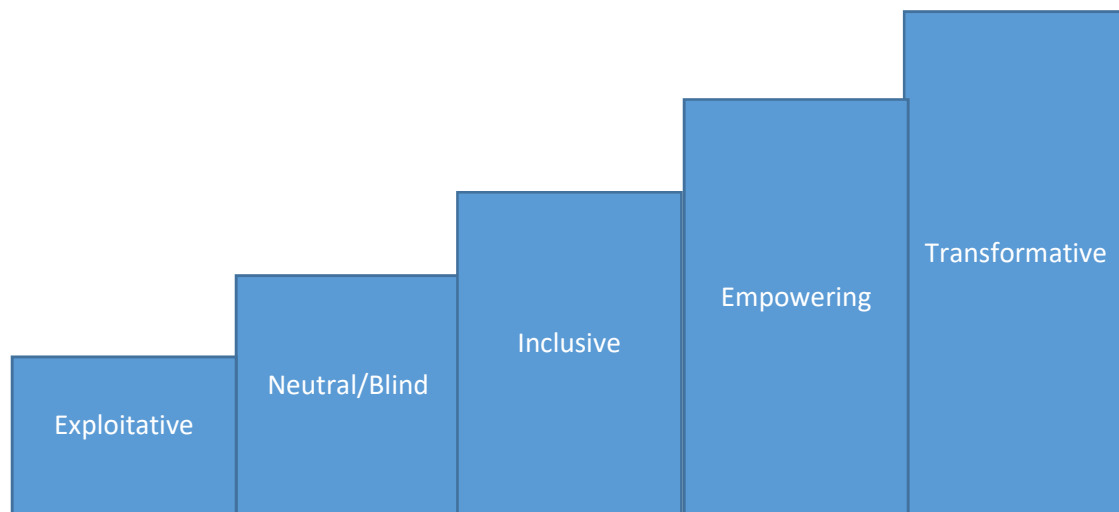 Exploitative
Neutral/Blind
Inclusive
Empowering
Transformative